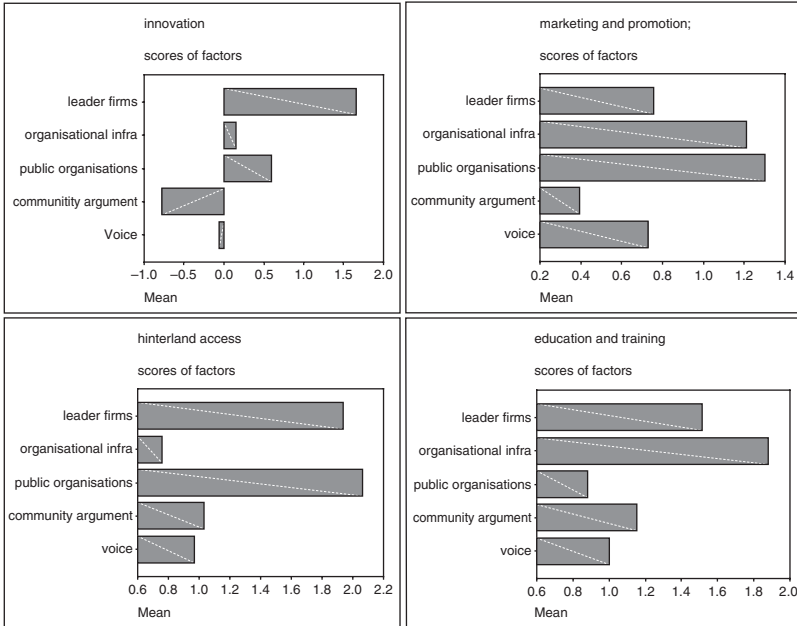 innovation
scores of factors
leader firms
organisational infra
public organisations
communitity argument
Voice
–1.0 –0.5 0.0 0.5 1.0 1.5 2.0
Mean
marketing and promotion;
scores of factors
leader firms
organisational infra
public organisations
community argument
voice
0.2 0.4 0.6 0.8 1.0 1.2 1.4
Mean
hinterland access
scores of factors
leader firms
organisational infra
public organisations
community argument
voice
0.6 0.8 1.0 1.2 1.4 1.6 1.8 2.0 2.2
Mean
education and training
scores of factors
leader firms
organisational infra
public organisations
community argument
voice
0.6 0.8 1.0 1.2 1.4 1.6 1.8 2.0
Mean